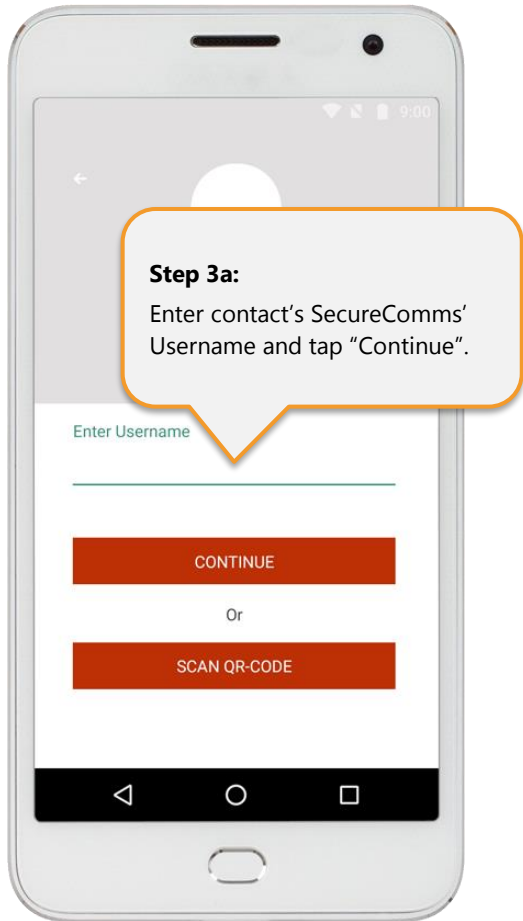 9:00
Step 3a:
Enter contact’s SecureComms’
Username and tap “Continue”.
Enter Username
CONTINUE
Or
SCAN QR-CODE